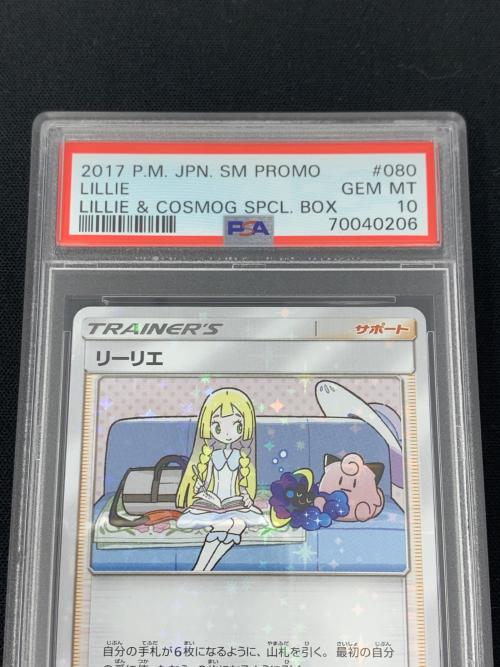 2017 P.M. JPN. SM PROMO #080
LILLIE GEM MT
LILLIE & COSMOG SPCL. BOX 10
PSA 70040206
TRAINER'S サポート
リーリエ
自分の手札が6枚になるように、山札を引く。最初の自分